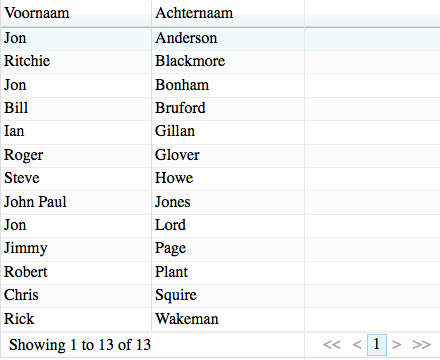 Voornaam Achternaam
Jon Anderson
Ritchie Blackmore
Jon Bonham
Bill Bruford
Ian Gillan
Roger Glover
Steve Howe
John Paul Jones
Jon Lord
Jimmy Page
Robert Plant
Chris Squire
Rick Wakeman
Showing 1 to 13 of 13 << < 1 > >>